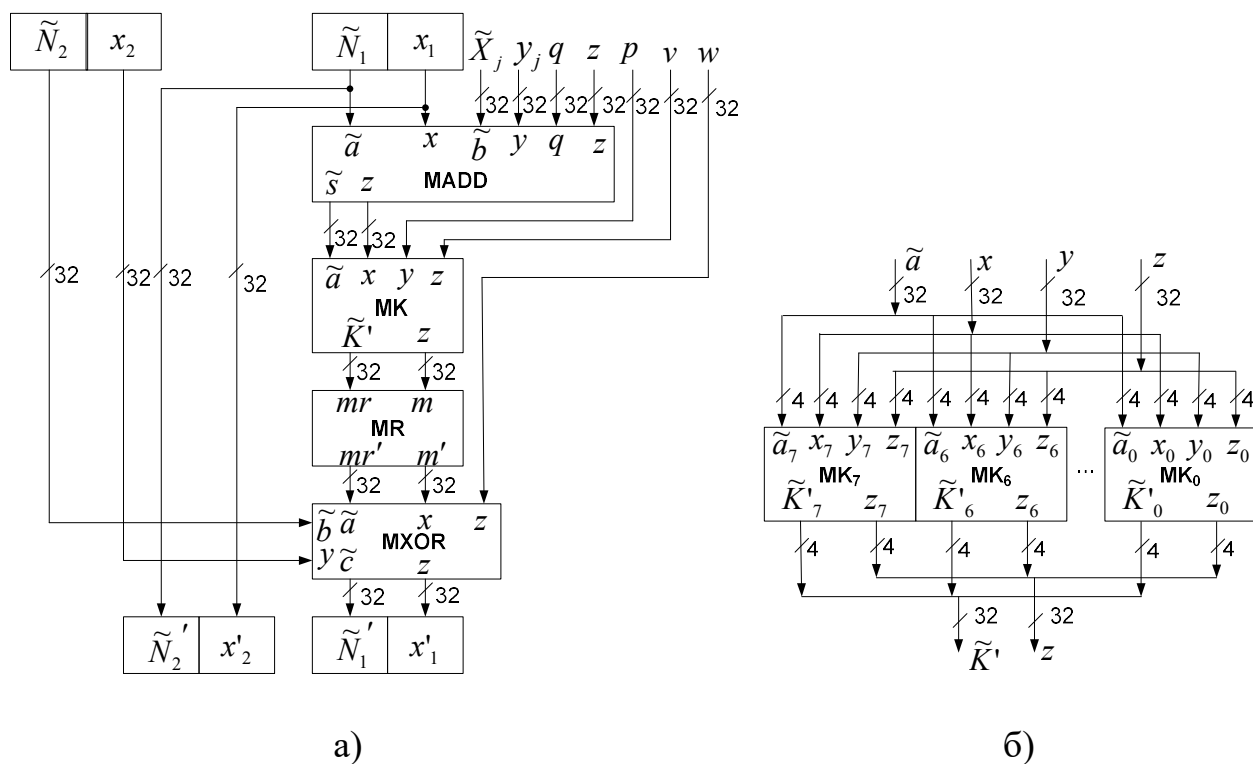 Ñ₂ x₂ Ñ₁ x₁ X̃ⱼ yⱼ q z p v w
32 32 32 32 32 32 32
ã x b̃ y q z
MADD
s̃ z
32 32
32 32 32 32
ã x y z
MK
K̃' z
32 32
mr m
MR
mr' m'
32 32
b̃ ã x z
MXOR
y c̃ z
32 32
Ñ₂' x'₂ Ñ₁' x'₁
а)
ã x y z
32 32 32 32
4 4 4 4 4 4 4 4 4 4 4 4
ã₇ x₇ y₇ z₇ ã₆ x₆ y₆ z₆ ã₀ x₀ y₀ z₀
MK₇ MK₆ ... MK₀
K̃'₇ z₇ K̃'₆ z₆ K̃'₀ z₀
4 4 4 4 4 4
32 32
K̃' z
б)